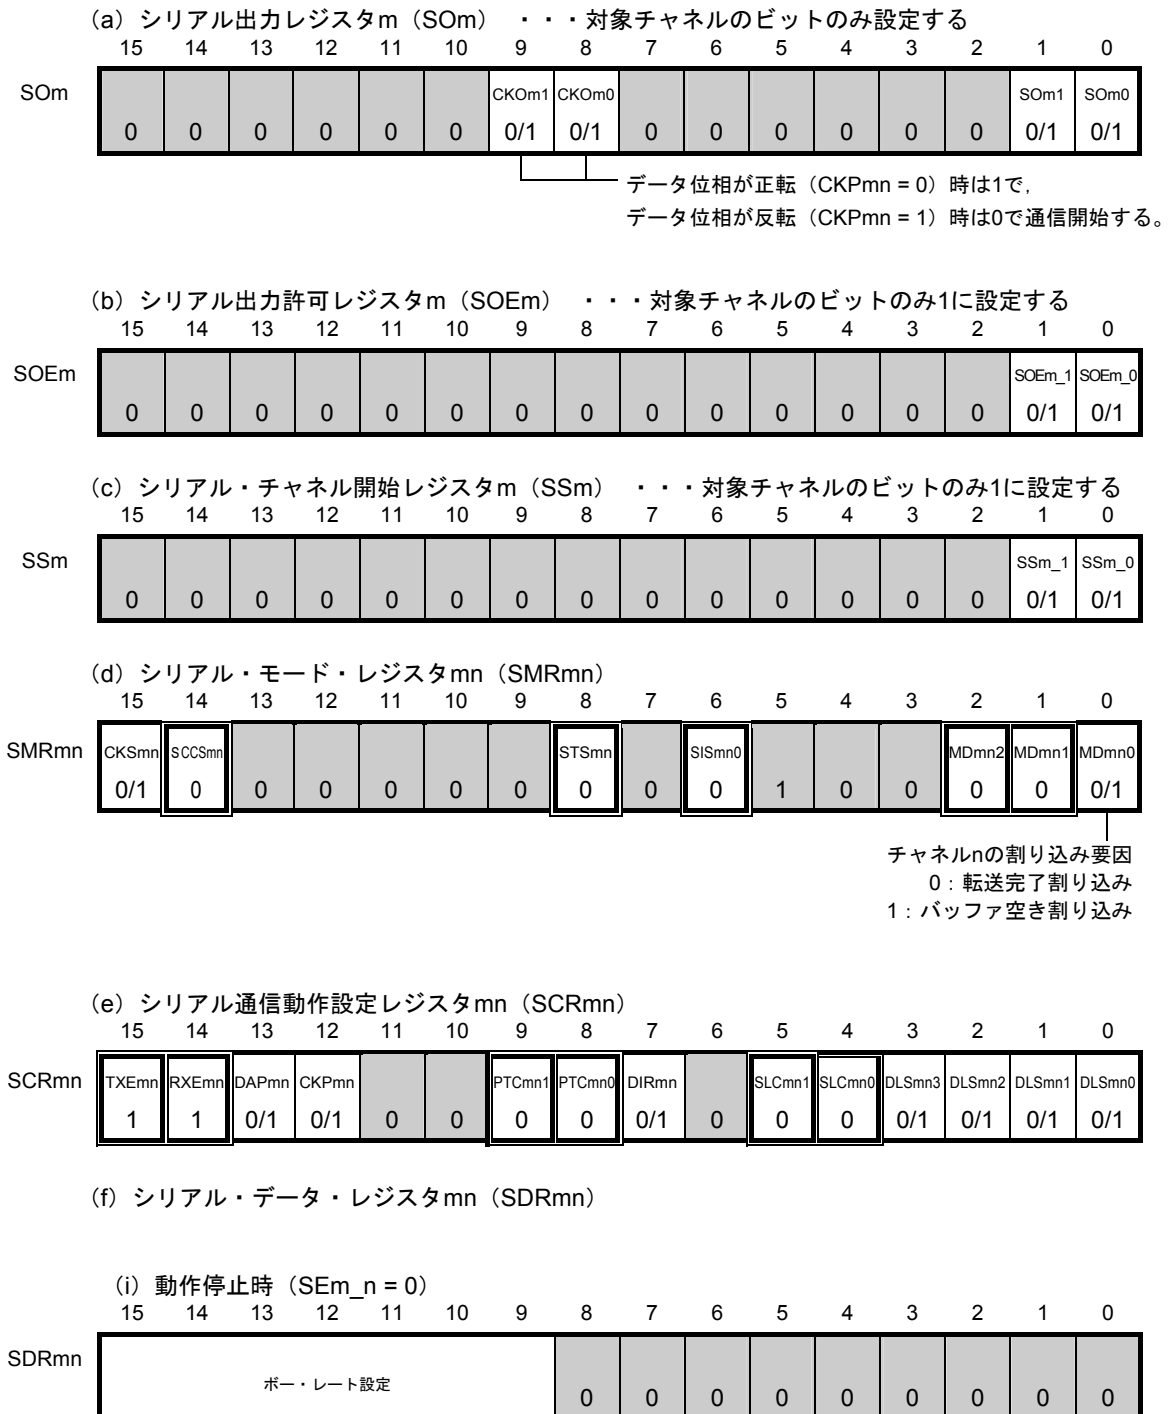 (a) シリアル出力レジスタm（SOm） ・・・対象チャネルのビットのみ設定する
15 14 13 12 11 10 9 8 7 6 5 4 3 2 1 0
SOm
CKOm1 CKOm0 SOm1 SOm0
0 0 0 0 0 0 0/1 0/1 0 0 0 0 0 0 0/1 0/1
データ位相が正転（CKPmn = 0）時は1で,
データ位相が反転（CKPmn = 1）時は0で通信開始する。
(b) シリアル出力許可レジスタm（SOEm） ・・・対象チャネルのビットのみ1に設定する
15 14 13 12 11 10 9 8 7 6 5 4 3 2 1 0
SOEm
SOEm_1 SOEm_0
0 0 0 0 0 0 0 0 0 0 0 0 0 0 0/1 0/1
(c) シリアル・チャネル開始レジスタm（SSm） ・・・対象チャネルのビットのみ1に設定する
15 14 13 12 11 10 9 8 7 6 5 4 3 2 1 0
SSm
SSm_1 SSm_0
0 0 0 0 0 0 0 0 0 0 0 0 0 0 0/1 0/1
(d) シリアル・モード・レジスタmn（SMRmn）
15 14 13 12 11 10 9 8 7 6 5 4 3 2 1 0
SMRmn
CKSmn SCCSmn STSmn SISmn0 MDmn2 MDmn1 MDmn0
0/1 0 0 0 0 0 0 0 0 0 1 0 0 0 0 0/1
チャネルnの割り込み要因
0：転送完了割り込み
1：バッファ空き割り込み
(e) シリアル通信動作設定レジスタmn（SCRmn）
15 14 13 12 11 10 9 8 7 6 5 4 3 2 1 0
SCRmn
TXEmn RXEmn DAPmn CKPmn PTCmn1 PTCmn0 DIRmn SLCmn1 SLCmn0 DLSmn3 DLSmn2 DLSmn1 DLSmn0
1 1 0/1 0/1 0 0 0 0 0/1 0 0 0 0/1 0/1 0/1 0/1
(f) シリアル・データ・レジスタmn（SDRmn）
(i) 動作停止時（SEm_n = 0）
15 14 13 12 11 10 9 8 7 6 5 4 3 2 1 0
SDRmn
ボー・レート設定
0 0 0 0 0 0 0 0 0